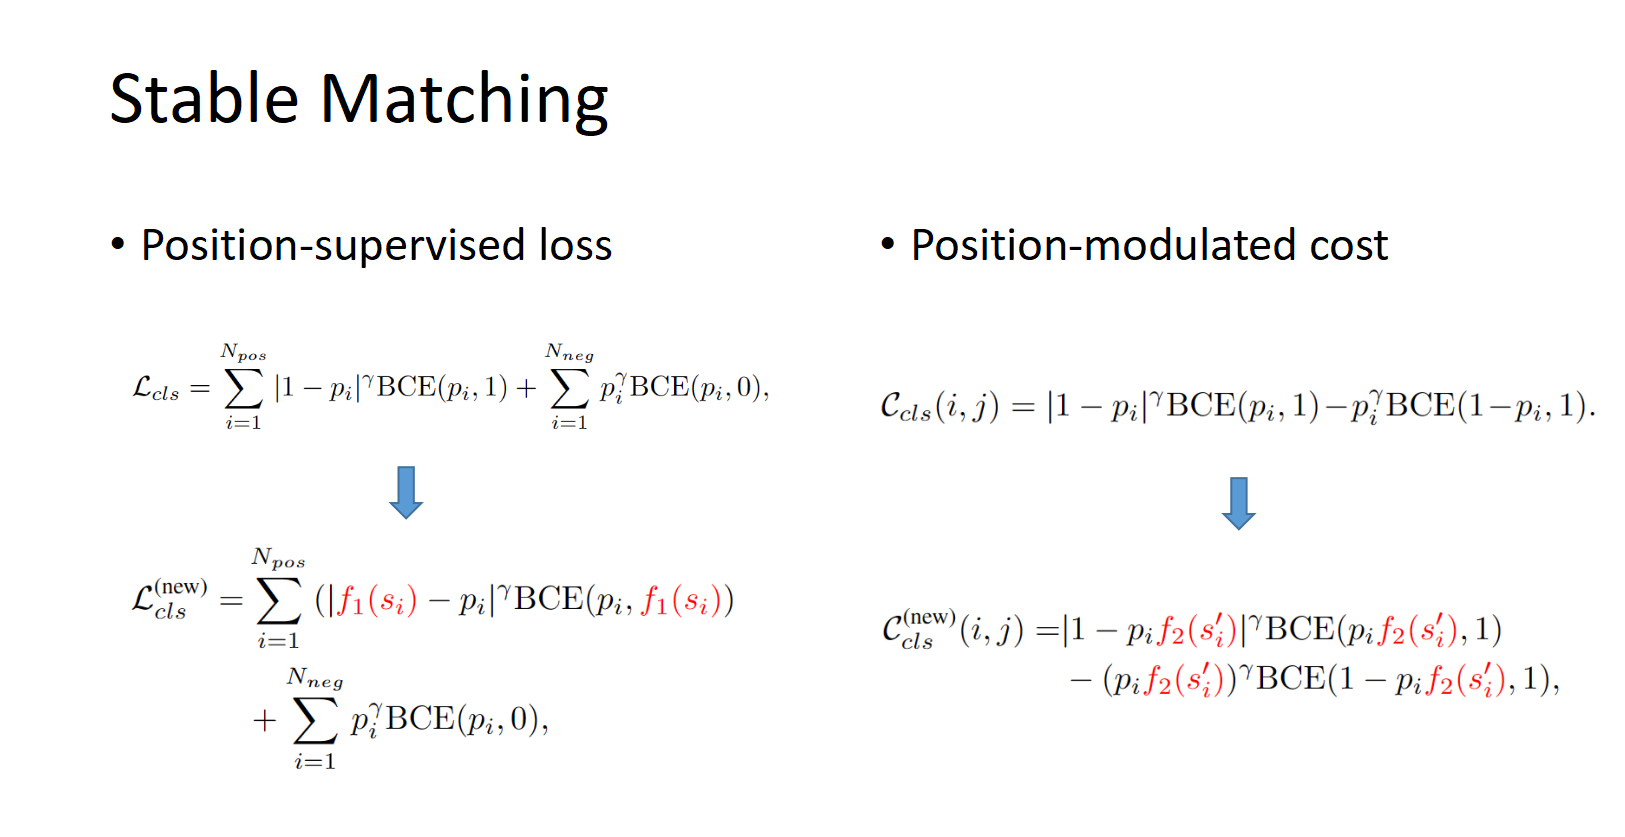 Stable Matching
• Position-supervised loss
$\mathcal{L}_{cls} = \sum_{i=1}^{N_{pos}} |1 - p_i|^\gamma \mathrm{BCE}(p_i, 1) + \sum_{i=1}^{N_{neg}} p_i^\gamma \mathrm{BCE}(p_i, 0),$
$\mathcal{L}_{cls}^{(\text{new})} = \sum_{i=1}^{N_{pos}} (|f_1(s_i) - p_i|^\gamma \mathrm{BCE}(p_i, f_1(s_i))$
$+ \sum_{i=1}^{N_{neg}} p_i^\gamma \mathrm{BCE}(p_i, 0),$
• Position-modulated cost
$\mathcal{C}_{cls}(i, j) = |1 - p_i|^\gamma \mathrm{BCE}(p_i, 1) - p_i^\gamma \mathrm{BCE}(1 - p_i, 1).$
$\mathcal{C}_{cls}^{(\text{new})}(i, j) = |1 - p_i f_2(s_i')|^\gamma \mathrm{BCE}(p_i f_2(s_i'), 1)$
$- (p_i f_2(s_i'))^\gamma \mathrm{BCE}(1 - p_i f_2(s_i'), 1),$